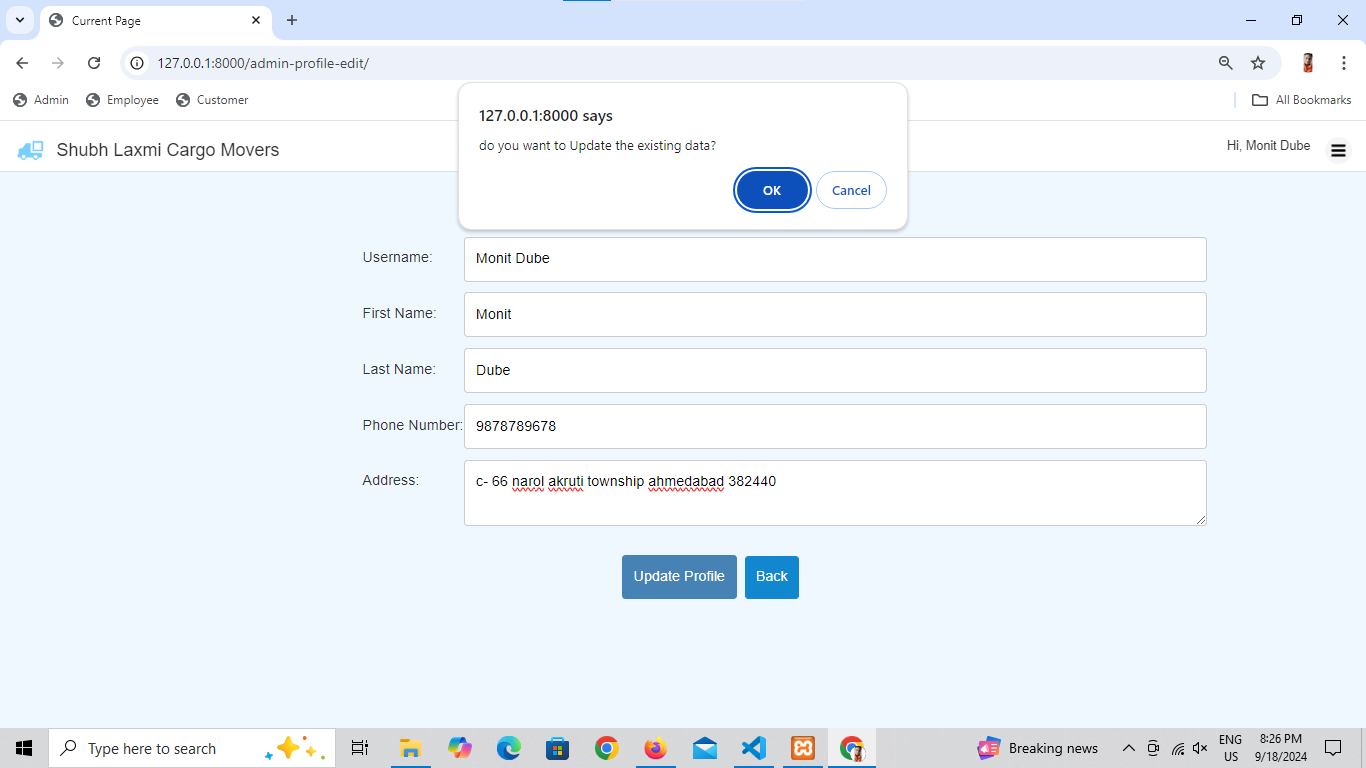 Current Page
127.0.0.1:8000/admin-profile-edit/
Admin Employee Customer All Bookmarks
127.0.0.1:8000 says
do you want to Update the existing data?
OK Cancel
Shubh Laxmi Cargo Movers Hi, Monit Dube
Username: Monit Dube
First Name: Monit
Last Name: Dube
Phone Number: 9878789678
Address: c- 66 narol akruti township ahmedabad 382440
Update Profile Back
Type here to search Breaking news ENG 8:26 PM
US 9/18/2024